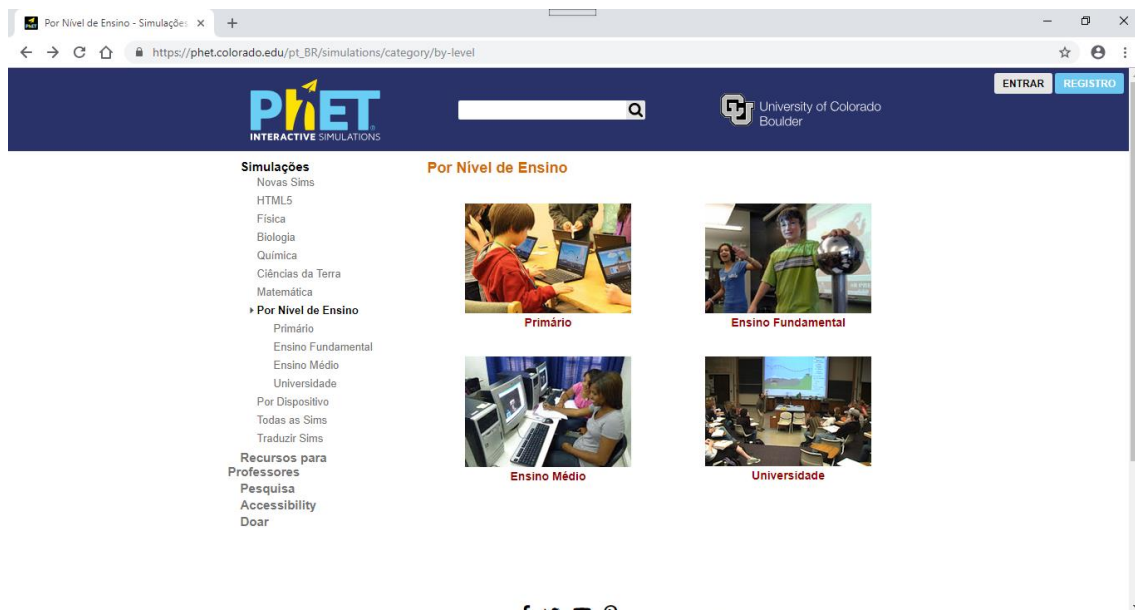 Por Nível de Ensino - Simulações
https://phet.colorado.edu/pt_BR/simulations/category/by-level
ENTRAR
REGISTRO
PhET
INTERACTIVE SIMULATIONS
University of Colorado
Boulder
Simulações
Novas Sims
HTML5
Física
Biologia
Química
Ciências da Terra
Matemática
Por Nível de Ensino
Primário
Ensino Fundamental
Ensino Médio
Universidade
Por Dispositivo
Todas as Sims
Traduzir Sims
Recursos para
Professores
Pesquisa
Accessibility
Doar
Por Nível de Ensino
Primário
Ensino Fundamental
Ensino Médio
Universidade